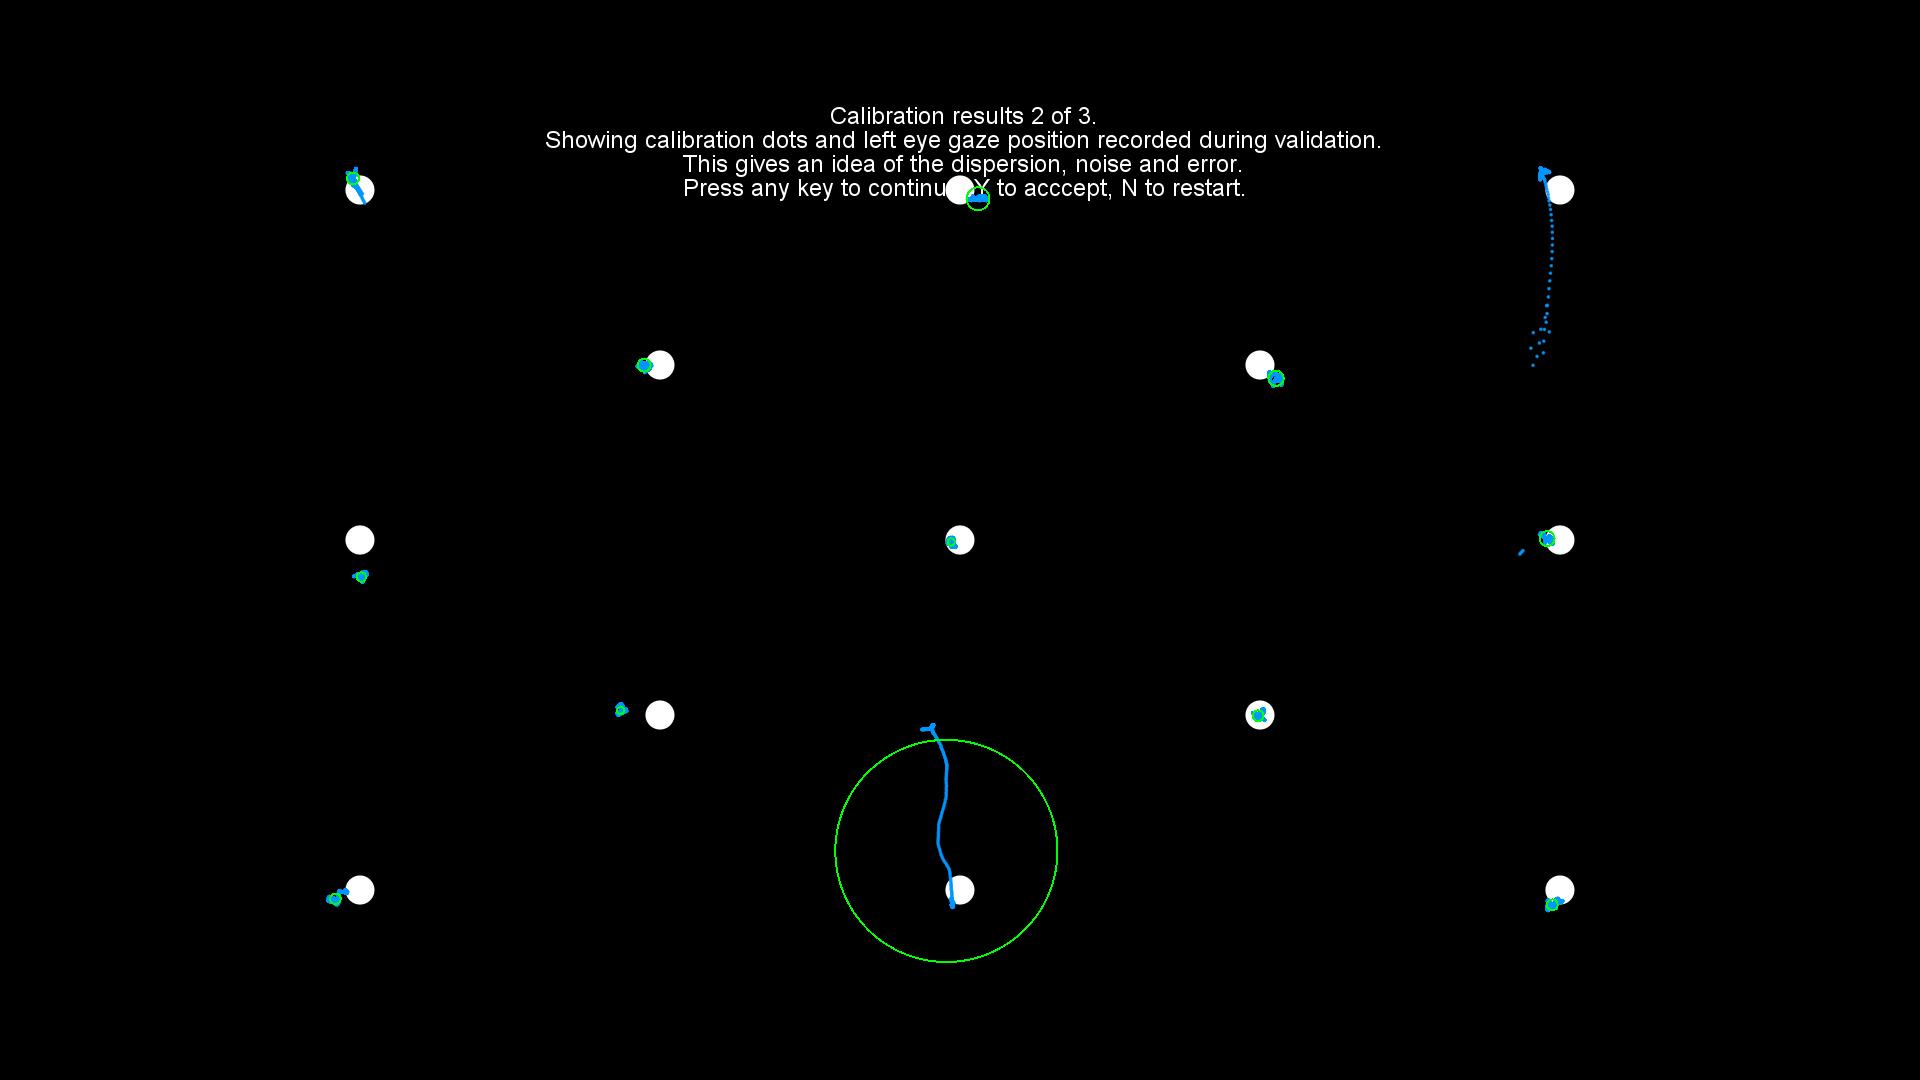 Calibration results 2 of 3.
Showing calibration dots and left eye gaze position recorded during validation.
This gives an idea of the dispersion, noise and error.
Press any key to continu Y to acccept, N to restart.